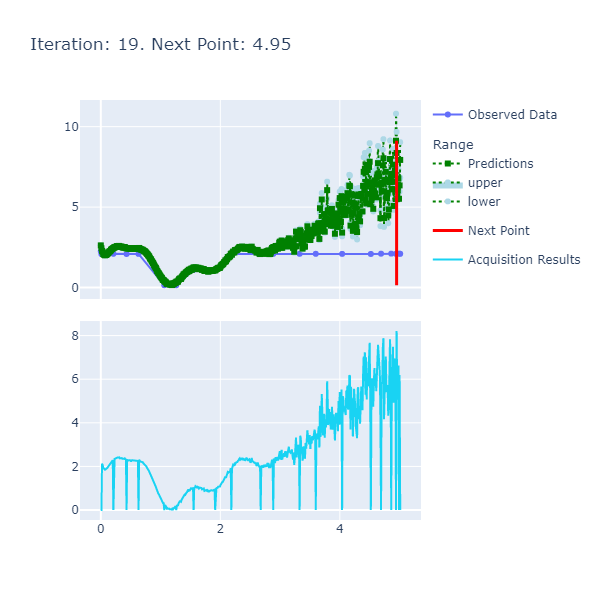 Iteration: 19. Next Point: 4.95
10
5
0
Observed Data
Range
Predictions
upper
lower
Next Point
Acquisition Results
8
6
4
2
0
0
2
4